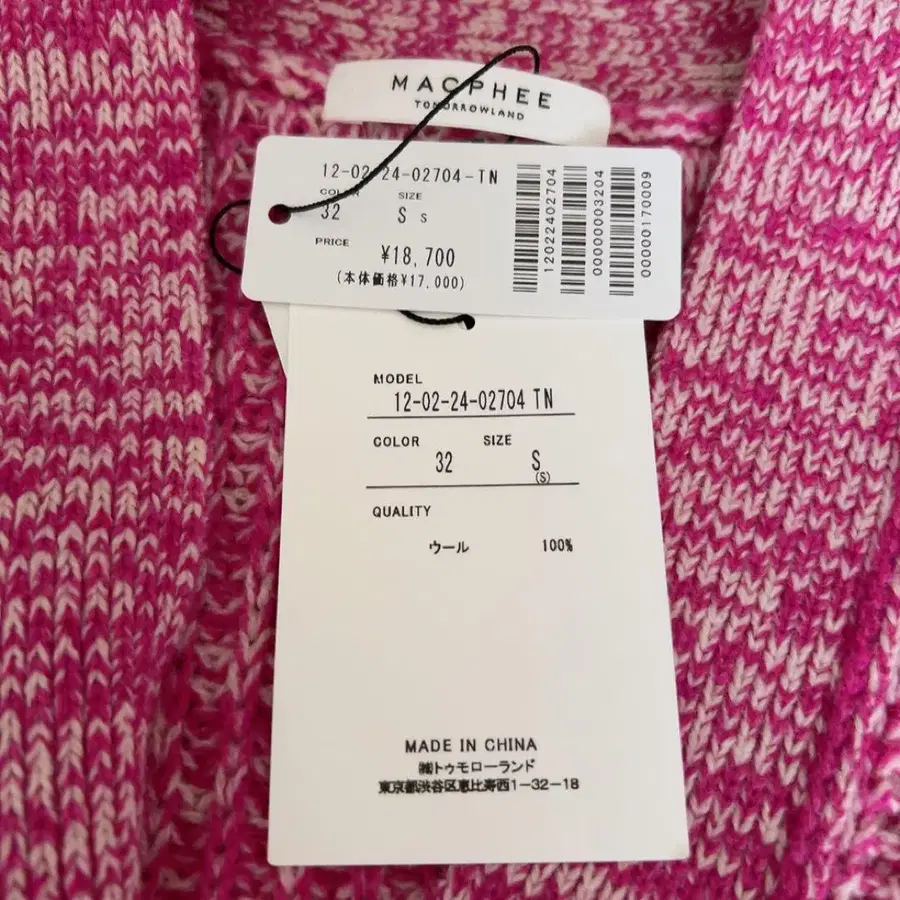 MACPHEE
TOMORROWLAND
12-02-24-02704-TN
COLOR SIZE
32 S S
PRICE
¥18,700
(本体価格¥17,000)
12022402704
00000003204
00000170009
MODEL
12-02-24-02704 TN
COLOR SIZE
32 S
(S)
QUALITY
ウール 100%
MADE IN CHINA
㈱トゥモローランド
東京都渋谷区恵比寿西1-32-18